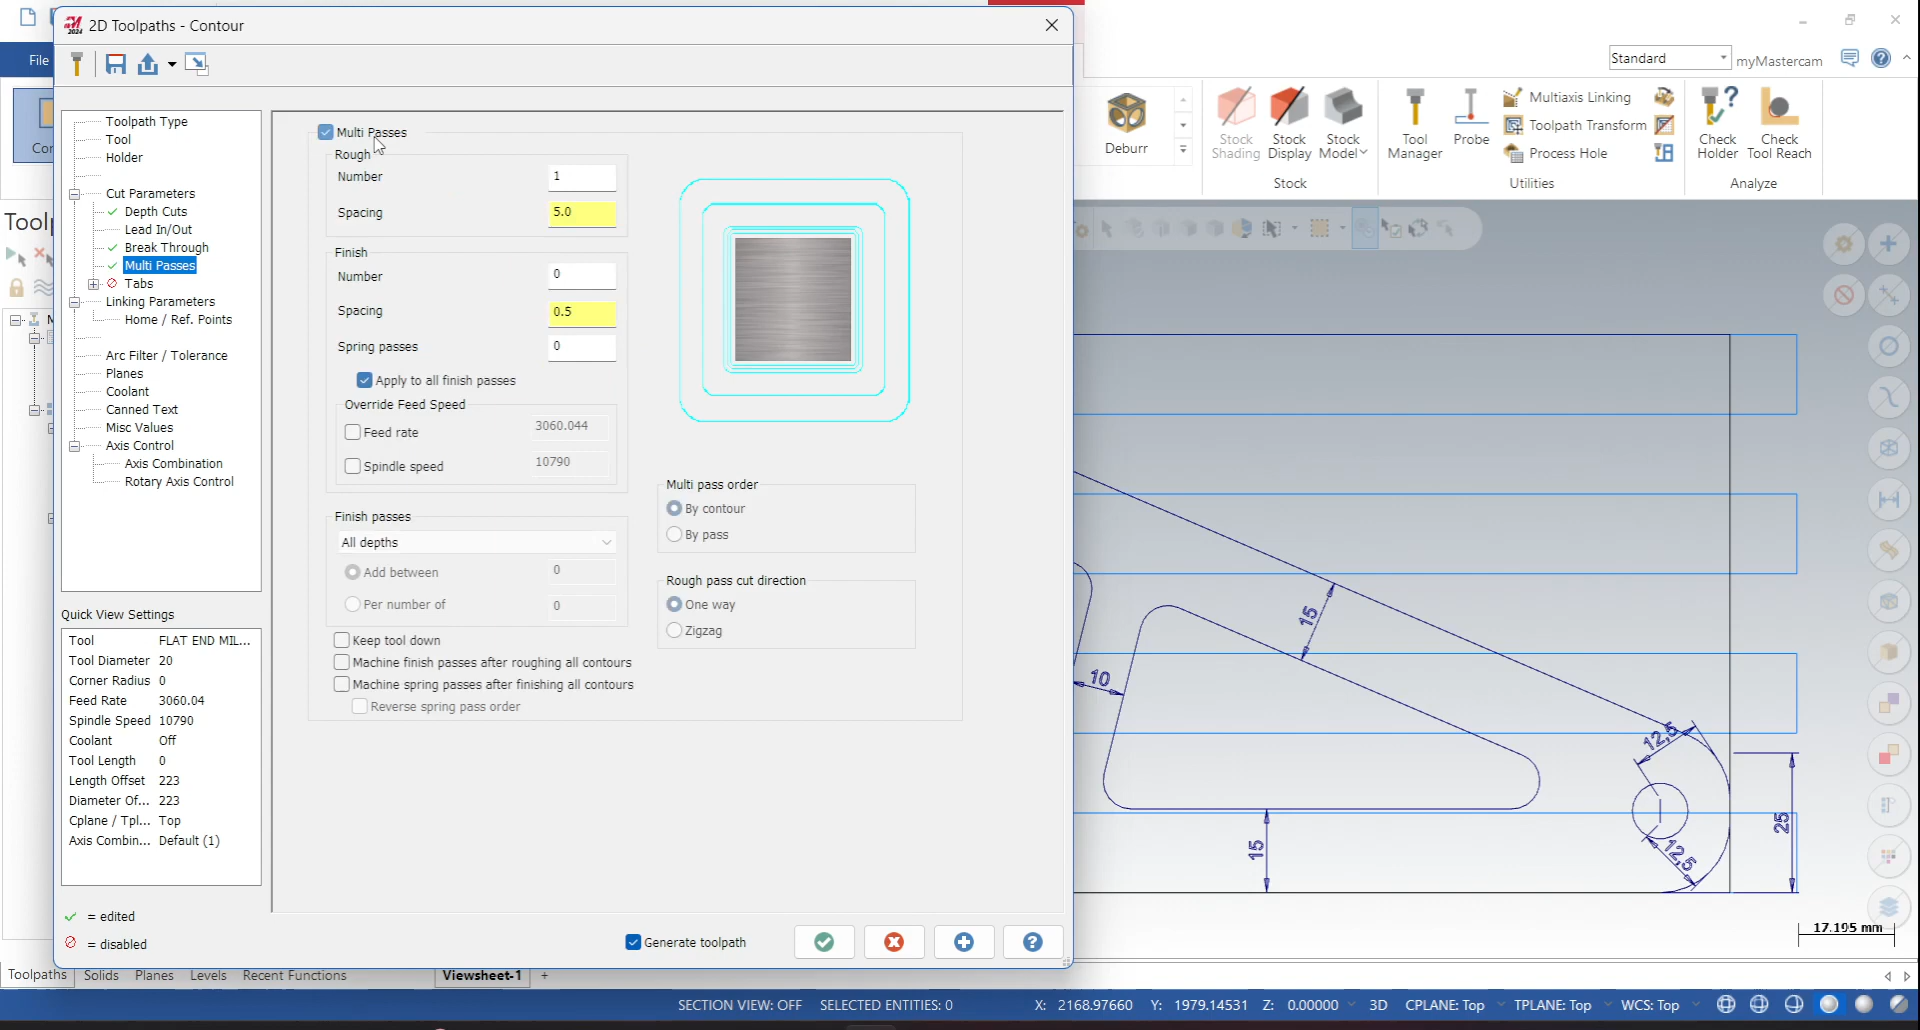 2D Toolpaths - Contour
Standard
myMastercam
File
Toolpath Type
Tool
Holder
Cut Parameters
Depth Cuts
Lead In/Out
Break Through
Multi Passes
Tabs
Linking Parameters
Home / Ref. Points
Arc Filter / Tolerance
Planes
Coolant
Canned Text
Misc Values
Axis Control
Axis Combination
Rotary Axis Control
Multi Passes
Rough
Number 1
Spacing 5.0
Finish
Number 0
Spacing 0.5
Spring passes 0
Apply to all finish passes
Override Feed Speed
Feed rate 3060.044
Spindle speed 10790
Finish passes
All depths
Add between 0
Per number of 0
Keep tool down
Machine finish passes after roughing all contours
Machine spring passes after finishing all contours
Reverse spring pass order
Multi pass order
By contour
By pass
Rough pass cut direction
One way
Zigzag
Quick View Settings
Tool FLAT END MIL...
Tool Diameter 20
Corner Radius 0
Feed Rate 3060.04
Spindle Speed 10790
Coolant Off
Tool Length 0
Length Offset 223
Diameter Of... 223
Cplane / Tpl... Top
Axis Combin... Default (1)
= edited
= disabled
Generate toolpath
Deburr
Stock Shading
Stock Display
Stock Model
Stock
Tool Manager
Probe
Multiaxis Linking
Toolpath Transform
Process Hole
Utilities
Check Holder
Check Tool Reach
Analyze
15
10
15
12,5
12,5
25
17.195 mm
Toolpaths Solids Planes Levels Recent Functions
Viewsheet-1 +
SECTION VIEW: OFF SELECTED ENTITIES: 0 X: 2168.97660 Y: 1979.14531 Z: 0.00000 3D CPLANE: Top TPLANE: Top WCS: Top